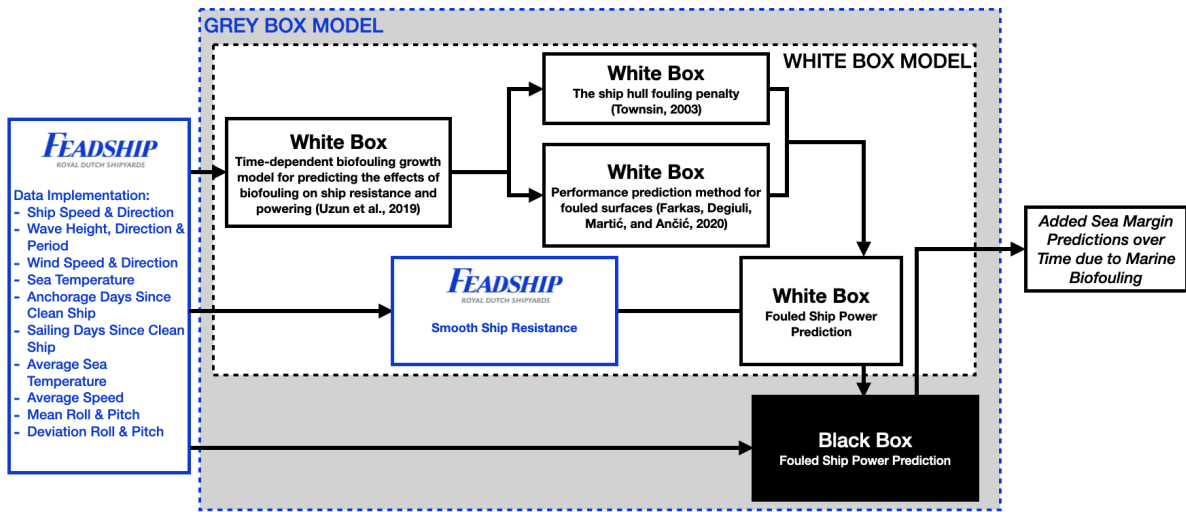 GREY BOX MODEL
WHITE BOX MODEL
FEADSHIP
ROYAL DUTCH SHIPYARDS
Data Implementation:
- Ship Speed & Direction
- Wave Height, Direction &
Period
- Wind Speed & Direction
- Sea Temperature
- Anchorage Days Since
Clean Ship
- Sailing Days Since Clean
Ship
- Average Sea
Temperature
- Average Speed
- Mean Roll & Pitch
- Deviation Roll & Pitch
White Box
Time-dependent biofouling growth
model for predicting the effects of
biofouling on ship resistance and
powering (Uzun et al., 2019)
White Box
The ship hull fouling penalty
(Townsin, 2003)
White Box
Performance prediction method for
fouled surfaces (Farkas, Degiuli,
Martić, and Ančić, 2020)
FEADSHIP
ROYAL DUTCH SHIPYARDS
Smooth Ship Resistance
White Box
Fouled Ship Power
Prediction
Black Box
Fouled Ship Power Prediction
Added Sea Margin
Predictions over
Time due to Marine
Biofouling